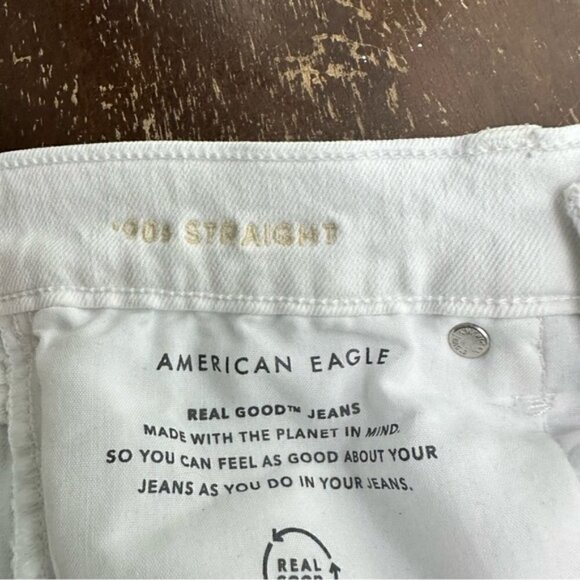 '90s STRAIGHT
AMERICAN EAGLE
REAL GOOD™ JEANS
MADE WITH THE PLANET IN MIND.
SO YOU CAN FEEL AS GOOD ABOUT YOUR
JEANS AS YOU DO IN YOUR JEANS.
REAL
GOOD